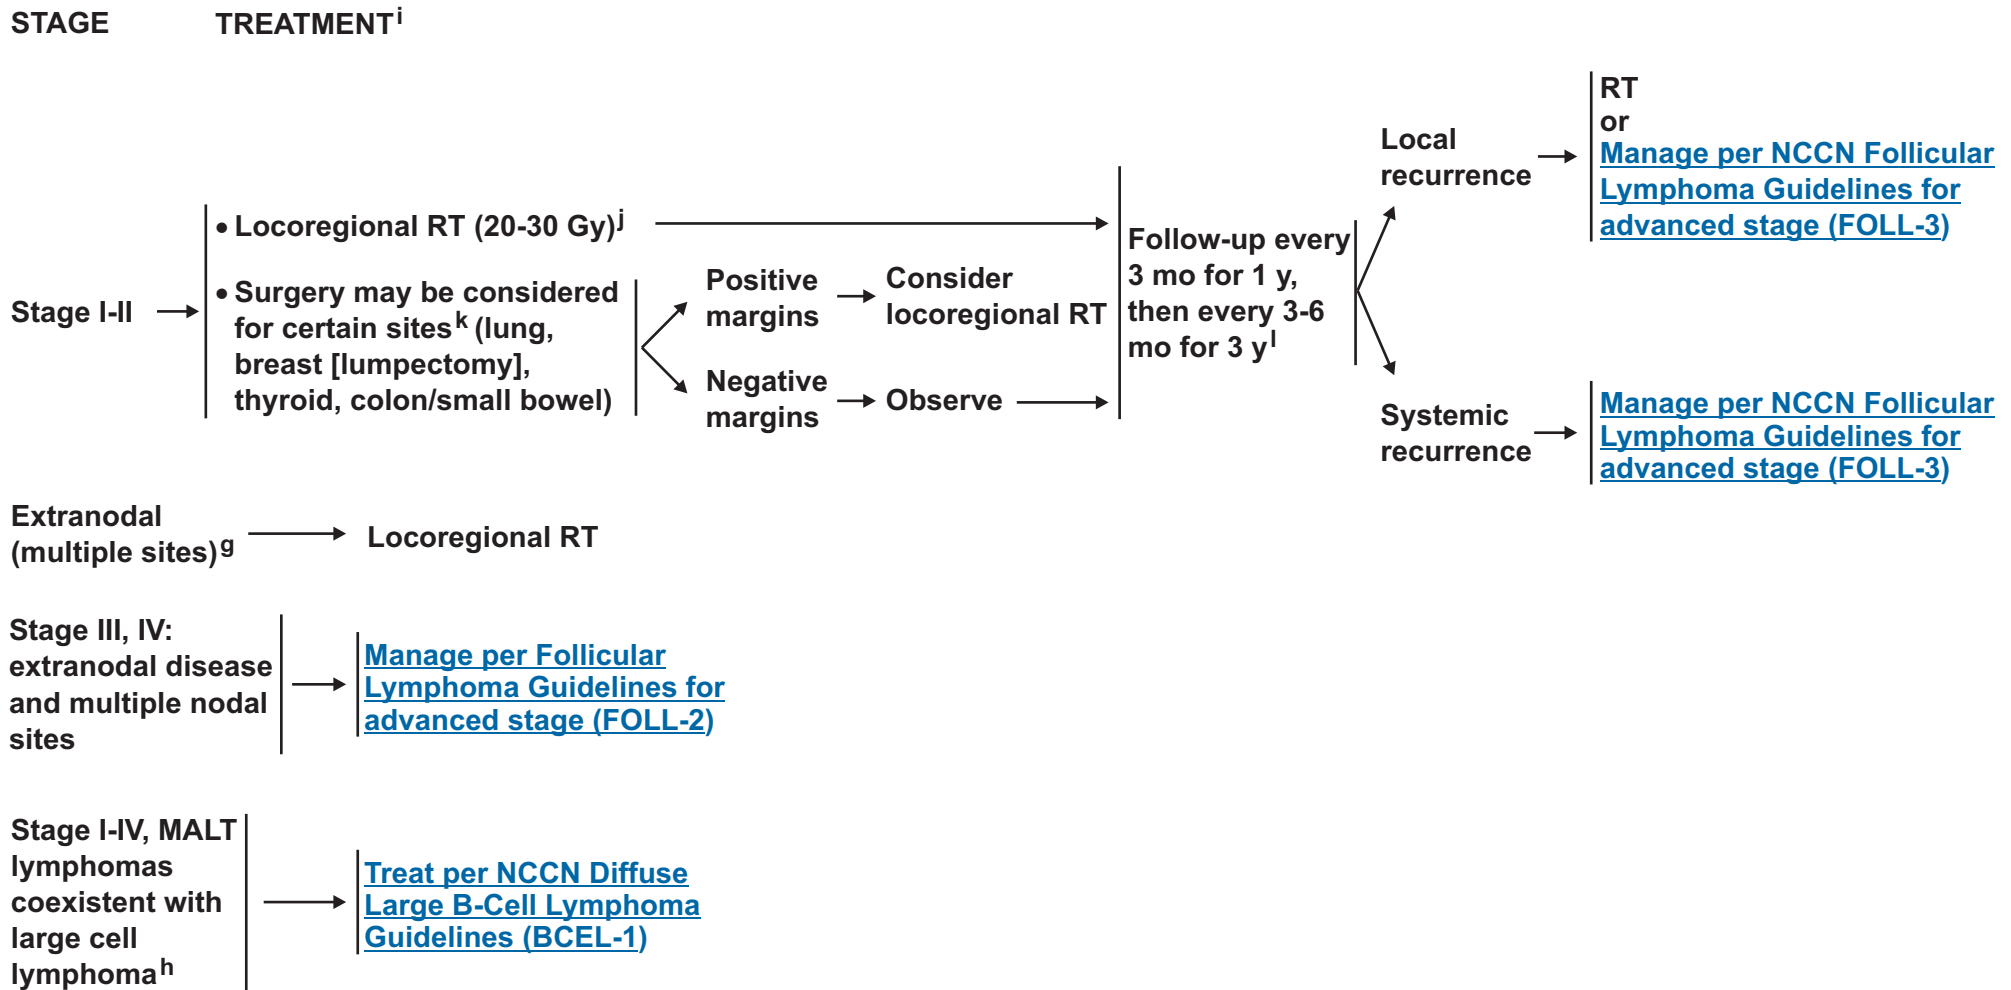 STAGE
TREATMENTi
Stage I-II
• Locoregional RT (20-30 Gy)j
• Surgery may be considered
for certain sitesk (lung,
breast [lumpectomy],
thyroid, colon/small bowel)
Positive
margins
Consider
locoregional RT
Negative
margins
Observe
Follow-up every
3 mo for 1 y,
then every 3-6
mo for 3 yl
Local
recurrence
RT
or
Manage per NCCN Follicular
Lymphoma Guidelines for
advanced stage (FOLL-3)
Systemic
recurrence
Manage per NCCN Follicular
Lymphoma Guidelines for
advanced stage (FOLL-3)
Extranodal
(multiple sites)g
Locoregional RT
Stage III, IV:
extranodal disease
and multiple nodal
sites
Manage per Follicular
Lymphoma Guidelines for
advanced stage (FOLL-2)
Stage I-IV, MALT
lymphomas
coexistent with
large cell
lymphomah
Treat per NCCN Diffuse
Large B-Cell Lymphoma
Guidelines (BCEL-1)